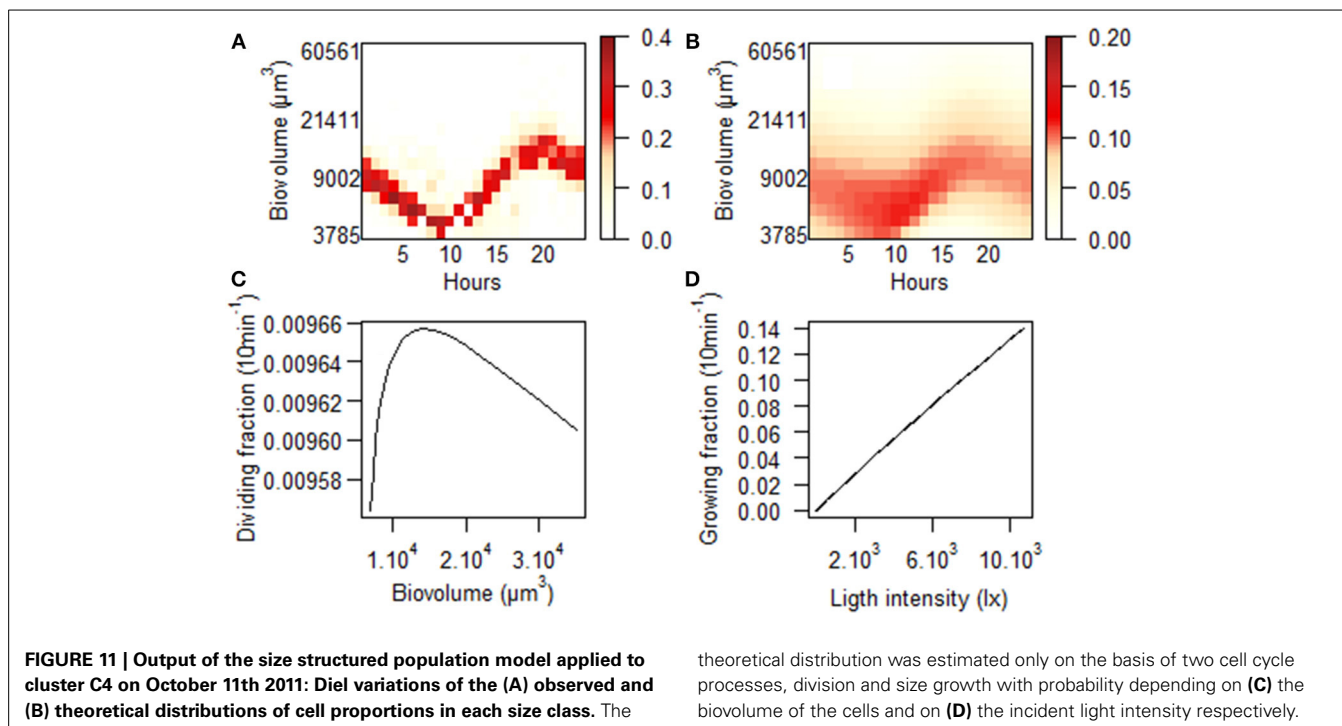 A
60561
21411
9002
3785
Biovolume (µm³)
5 10 15 20
Hours
0.4
0.3
0.2
0.1
0.0
B
60561
21411
9002
3785
Biovolume (µm³)
5 10 15 20
Hours
0.20
0.15
0.10
0.05
0.00
C
Dividing fraction (10min⁻¹)
0.00966
0.00964
0.00962
0.00960
0.00958
1.10⁴ 2.10⁴ 3.10⁴
Biovolume (µm³)
D
Growing fraction (10min⁻¹)
0.14
0.12
0.10
0.08
0.06
0.04
0.02
0.00
2.10³ 6.10³ 10.10³
Ligth intensity (lx)
FIGURE 11 | Output of the size structured population model applied to
cluster C4 on October 11th 2011: Diel variations of the (A) observed and
(B) theoretical distributions of cell proportions in each size class. The
theoretical distribution was estimated only on the basis of two cell cycle
processes, division and size growth with probability depending on (C) the
biovolume of the cells and on (D) the incident light intensity respectively.